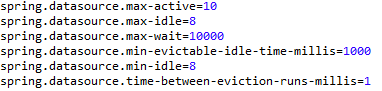 spring.datasource.max-active=10
spring.datasource.max-idle=8
spring.datasource.max-wait=10000
spring.datasource.min-evictable-idle-time-millis=1000
spring.datasource.min-idle=8
spring.datasource.time-between-eviction-runs-millis=1